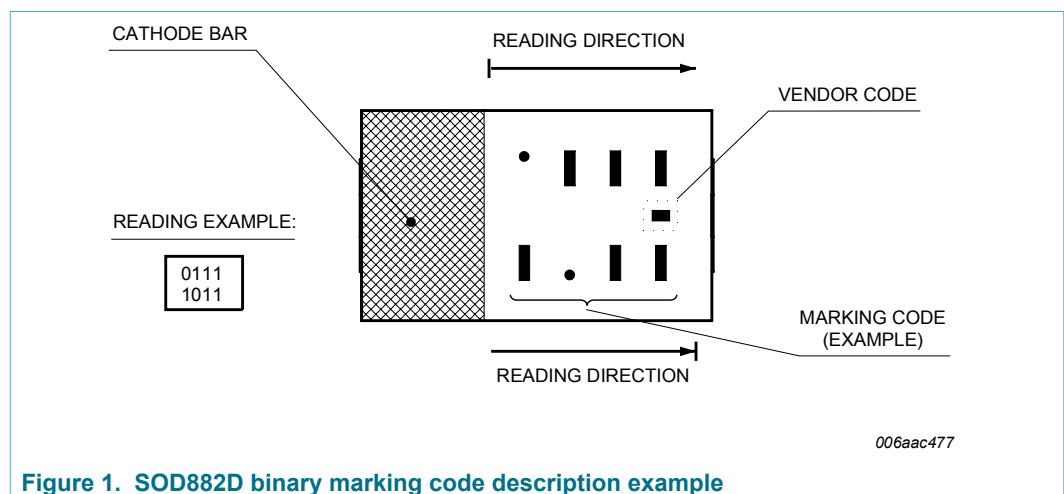 CATHODE BAR
READING DIRECTION
VENDOR CODE
READING EXAMPLE:
0111
1011
MARKING CODE
(EXAMPLE)
READING DIRECTION
006aac477
Figure 1. SOD882D binary marking code description example